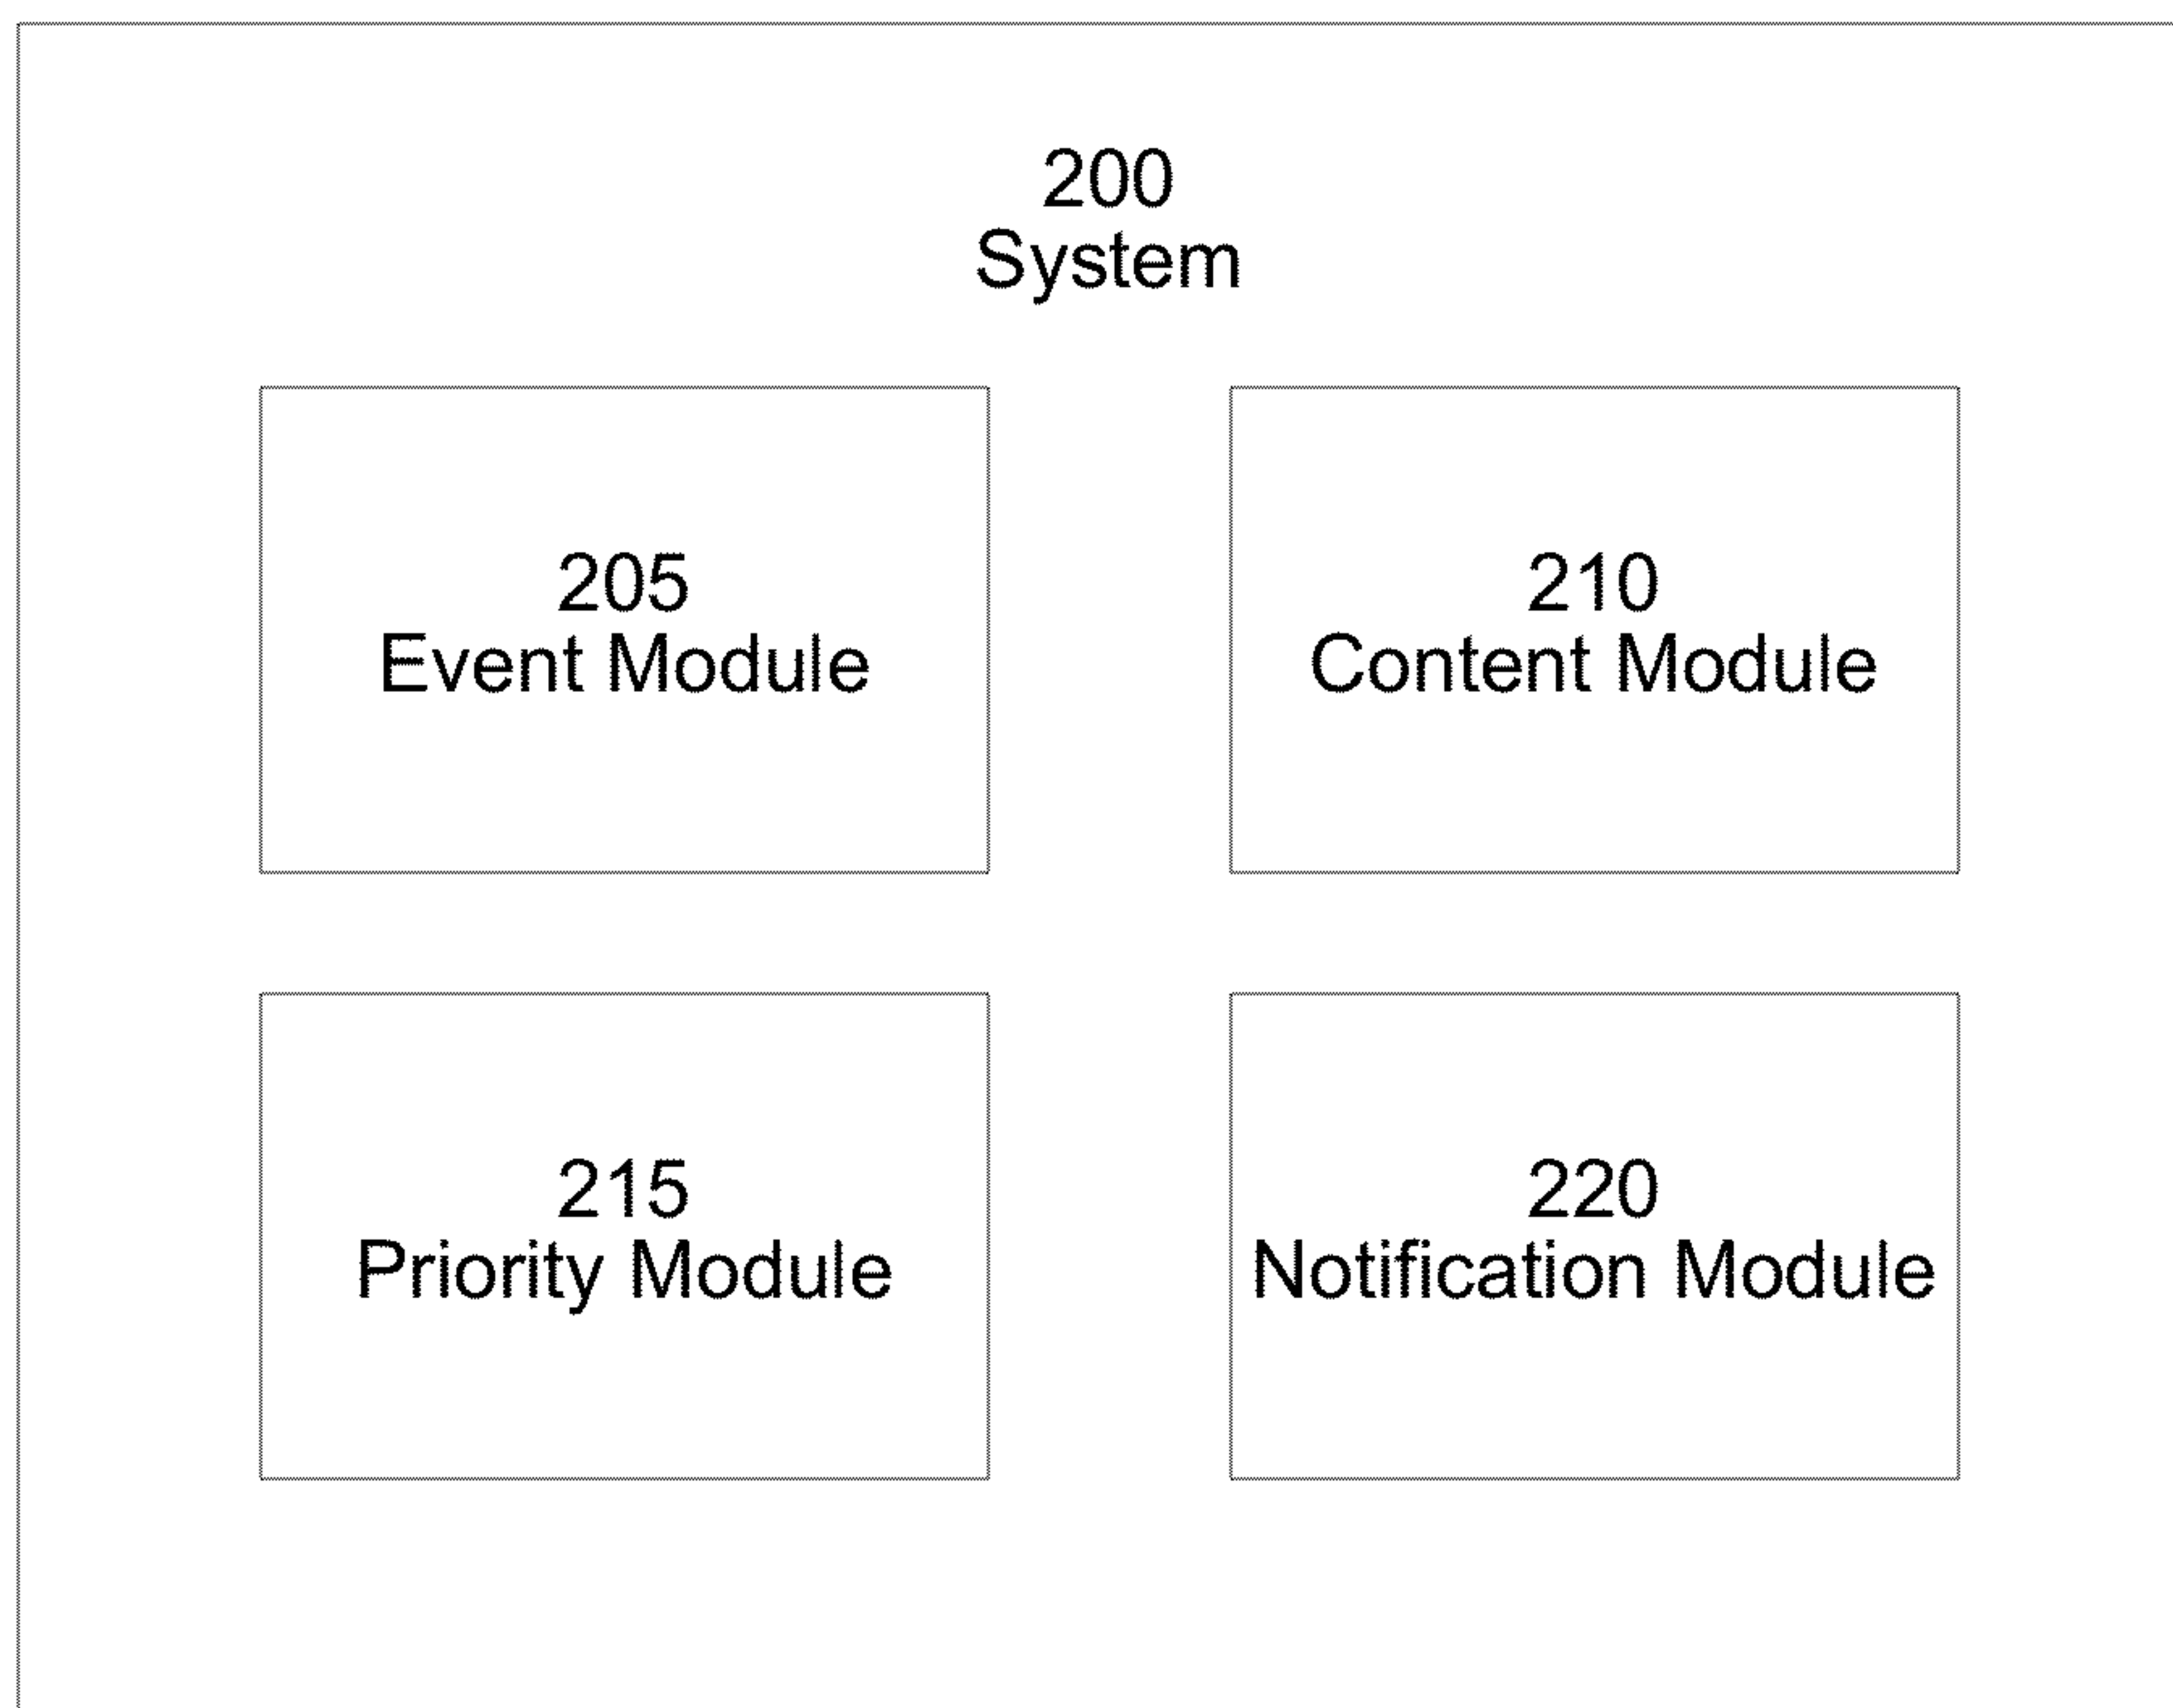 200
System
205
Event Module
210
Content Module
215
Priority Module
220
Notification Module